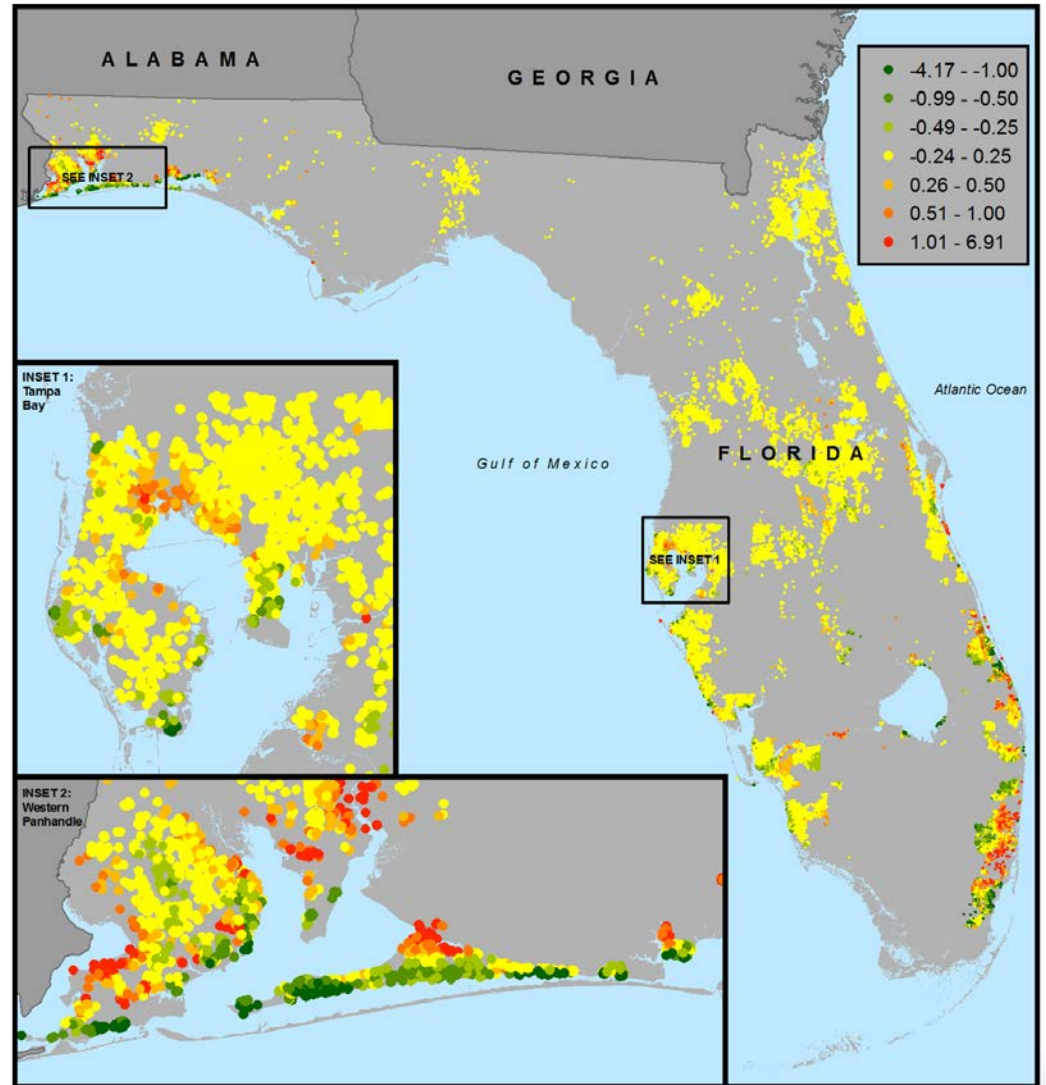 ALABAMA
GEORGIA
-4.17 - -1.00
-0.99 - -0.50
-0.49 - -0.25
-0.24 - 0.25
0.26 - 0.50
0.51 - 1.00
1.01 - 6.91
SEE INSET 2
INSET 1:
Tampa
Bay
Atlantic Ocean
Gulf of Mexico
FLORIDA
SEE INSET 1
INSET 2:
Western
Panhandle